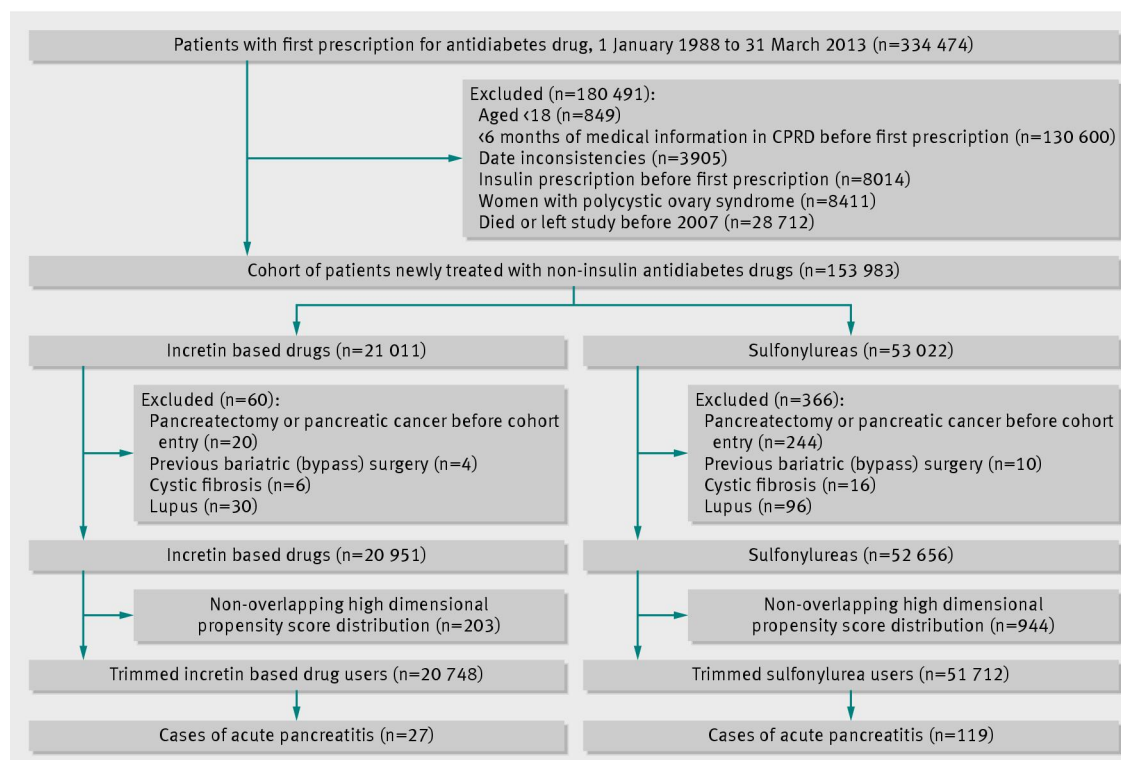 Patients with first prescription for antidiabetes drug, 1 January 1988 to 31 March 2013 (n=334 474)
Excluded (n=180 491):
Aged <18 (n=849)
<6 months of medical information in CPRD before first prescription (n=130 600)
Date inconsistencies (n=3905)
Insulin prescription before first prescription (n=8014)
Women with polycystic ovary syndrome (n=8411)
Died or left study before 2007 (n=28 712)
Cohort of patients newly treated with non-insulin antidiabetes drugs (n=153 983)
Incretin based drugs (n=21 011)
Excluded (n=60):
Pancreatectomy or pancreatic cancer before cohort
entry (n=20)
Previous bariatric (bypass) surgery (n=4)
Cystic fibrosis (n=6)
Lupus (n=30)
Incretin based drugs (n=20 951)
Non-overlapping high dimensional
propensity score distribution (n=203)
Trimmed incretin based drug users (n=20 748)
Cases of acute pancreatitis (n=27)
Sulfonylureas (n=53 022)
Excluded (n=366):
Pancreatectomy or pancreatic cancer before cohort
entry (n=244)
Previous bariatric (bypass) surgery (n=10)
Cystic fibrosis (n=16)
Lupus (n=96)
Sulfonylureas (n=52 656)
Non-overlapping high dimensional
propensity score distribution (n=944)
Trimmed sulfonylurea users (n=51 712)
Cases of acute pancreatitis (n=119)